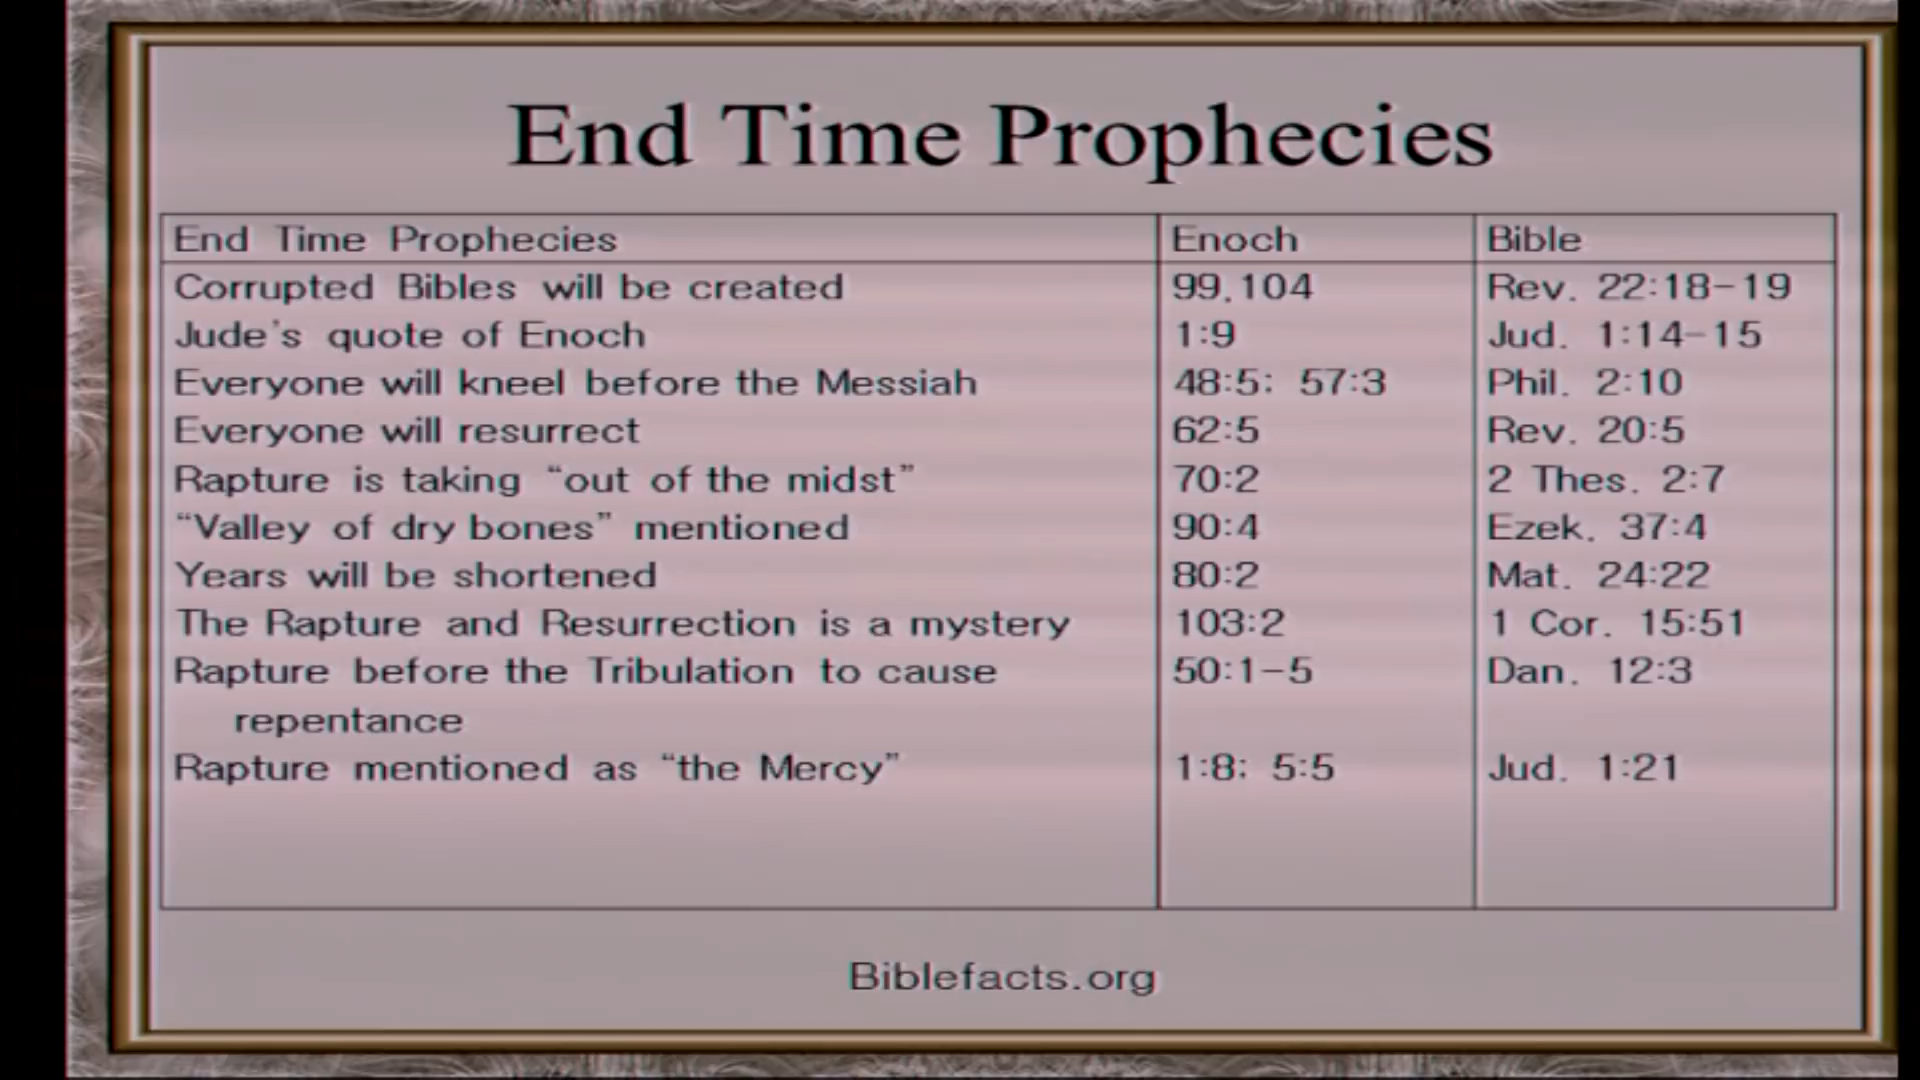 End Time Prophecies
End Time Prophecies Enoch Bible
Corrupted Bibles will be created 99,104 Rev. 22:18-19
Jude's quote of Enoch 1:9 Jud. 1:14-15
Everyone will kneel before the Messiah 48:5; 57:3 Phil. 2:10
Everyone will resurrect 62:5 Rev. 20:5
Rapture is taking “out of the midst” 70:2 2 Thes. 2:7
“Valley of dry bones” mentioned 90:4 Ezek. 37:4
Years will be shortened 80:2 Mat. 24:22
The Rapture and Resurrection is a mystery 103:2 1 Cor. 15:51
Rapture before the Tribulation to cause 50:1-5 Dan. 12:3
repentance
Rapture mentioned as “the Mercy” 1:8; 5:5 Jud. 1:21
Biblefacts.org